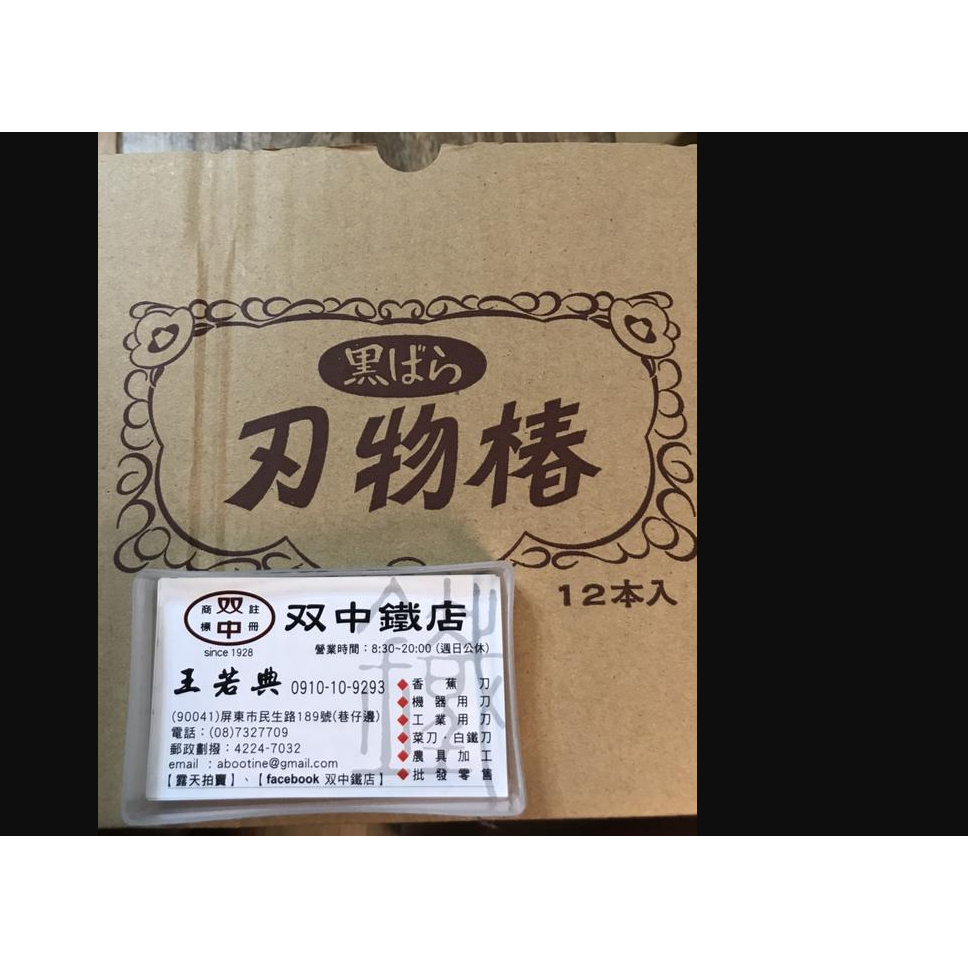 黒ばら
刃物椿
12本入
商標 双中 註冊
since 1928
双中鐵店
營業時間：8:30~20:00 (週日公休)
王若典 0910-10-9293
(90041)屏東市民生路189號(巷仔邊)
電話：(08)7327709
郵政劃撥：4224-7032
email ：abootine@gmail.com
【露天拍賣】、【facebook 双中鐵店】
◆香蕉刀
◆機器用刀
◆工業用刀
◆菜刀‧白鐵刀
◆農具加工
◆批發零售
鐵